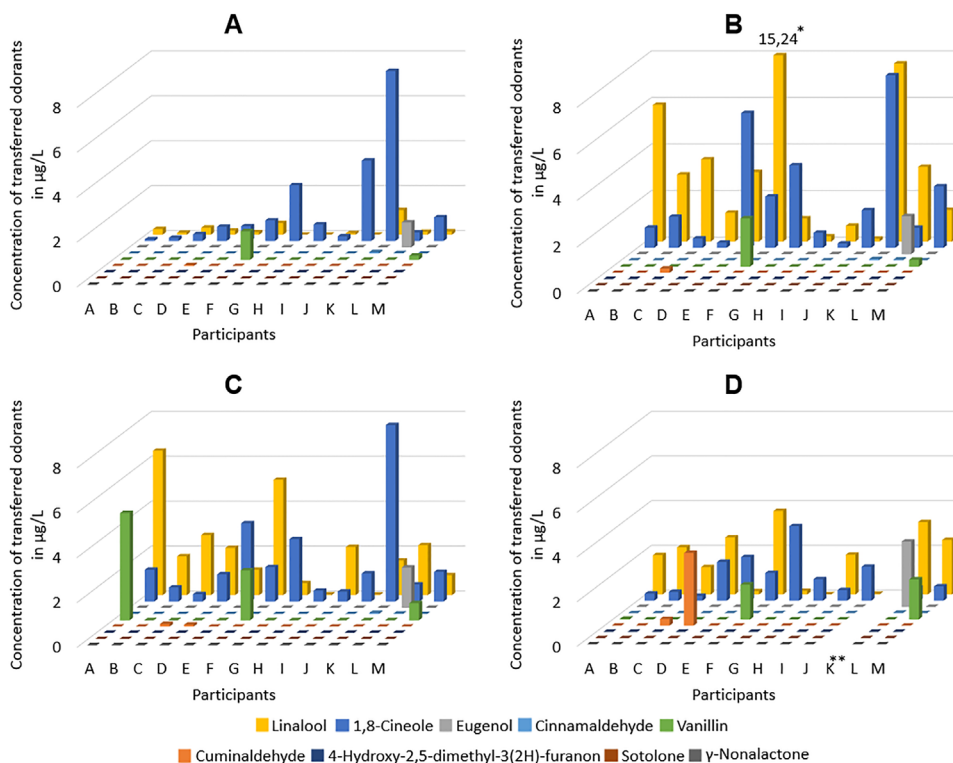 A
Concentration of transferred odorants
in µg/L
8
6
4
2
0
A B C D E F G H I J K L M
Participants
B
15,24*
Concentration of transferred odorants
in µg/L
8
6
4
2
0
A B C D E F G H I J K L M
Participants
C
Concentration of transferred odorants
in µg/L
8
6
4
2
0
A B C D E F G H I J K L M
Participants
D
Concentration of transferred odorants
in µg/L
8
6
4
2
0
A B C D E F G H I J K** L M
Participants
Linalool 1,8-Cineole Eugenol Cinnamaldehyde Vanillin
Cuminaldehyde 4-Hydroxy-2,5-dimethyl-3(2H)-furanon Sotolone γ-Nonalactone